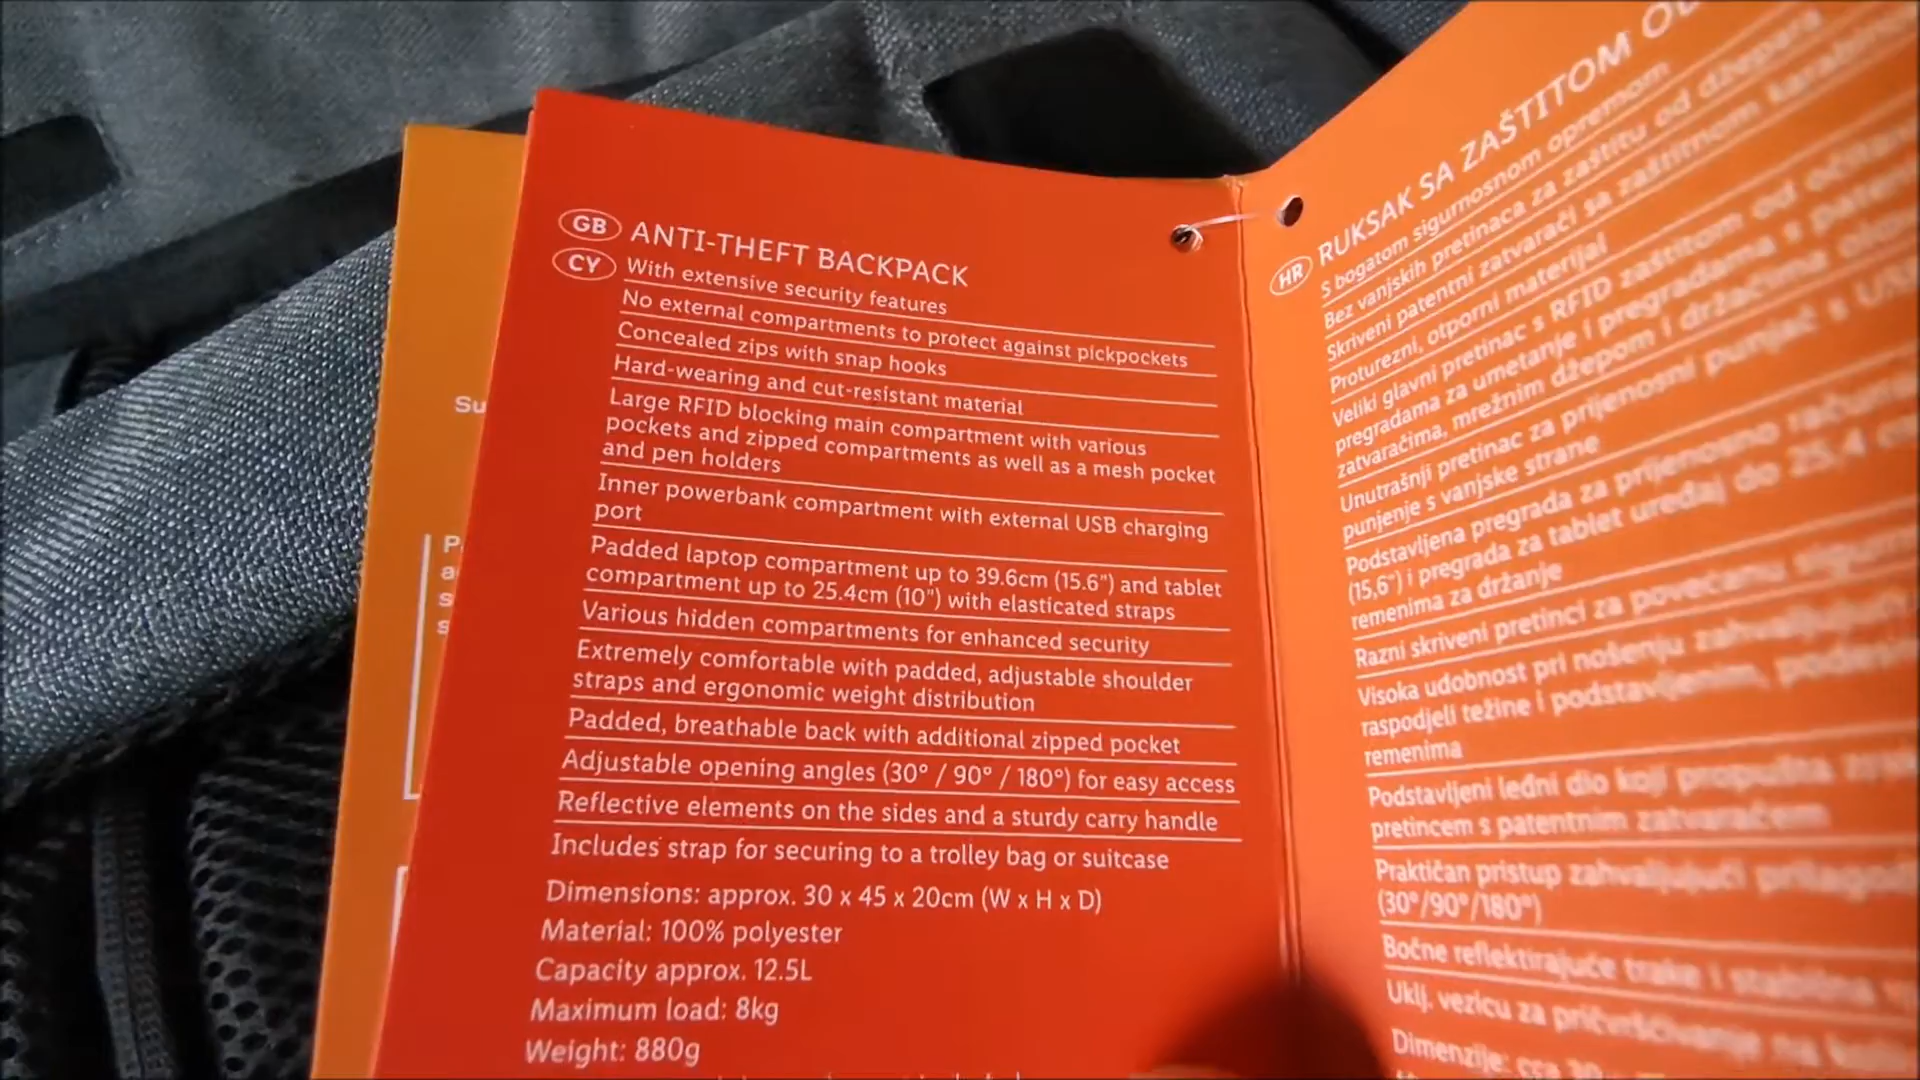 Su
P
a
s
s
GB
CY
ANTI-THEFT BACKPACK
With extensive security features
No external compartments to protect against pickpockets
Concealed zips with snap hooks
Hard-wearing and cut-resistant material
Large RFID blocking main compartment with various
pockets and zipped compartments as well as a mesh pocket
and pen holders
Inner powerbank compartment with external USB charging
port
Padded laptop compartment up to 39.6cm (15.6") and tablet
compartment up to 25.4cm (10") with elasticated straps
Various hidden compartments for enhanced security
Extremely comfortable with padded, adjustable shoulder
straps and ergonomic weight distribution
Padded, breathable back with additional zipped pocket
Adjustable opening angles (30° / 90° / 180°) for easy access
Reflective elements on the sides and a sturdy carry handle
Includes strap for securing to a trolley bag or suitcase
Dimensions: approx. 30 x 45 x 20cm (W x H x D)
Material: 100% polyester
Capacity approx. 12.5L
Maximum load: 8kg
Weight: 880g
HR
RUKSAK SA ZAŠTITOM
S bogatom sigurnosnom opremom
Bez vanjskih pretinaca za zaštitu od džepara
Skriveni patentni zatvarači sa zaštitnom
Proturezni, otporni materijal
Veliki glavni pretinac s RFID zaštitom od
pregradama za umetanje i pregradama s
zatvaračima, mrežnim džepom i držačima
Unutrašnji pretinac za prijenosni punjač s
punjenje s vanjske strane
Podstavljena pregrada za prijenosno
(15,6") i pregrada za tablet uređaj do 25,4
remenima za držanje
Razni skriveni pretinci za povećanu
Visoka udobnost pri nošenju
raspodjeli težine i podstavljenim,
remenima
Podstavljeni leđni dio koji propušta
pretincem s patentnim zatvaračem
Praktičan pristup zahvaljujući
(30°/90°/180°)
Bočne reflektirajuće trake i stabilna
Uklj. vezicu za pričvršćivanje na
Dimenzije: cca 30